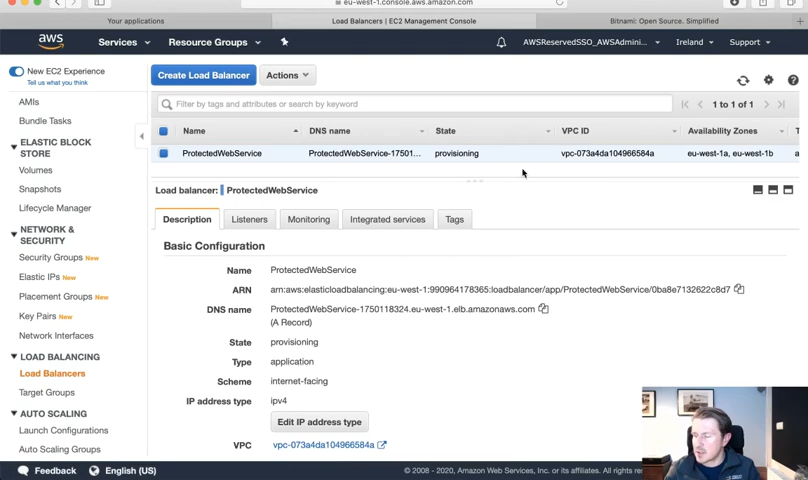 eu-west-1.console.aws.amazon.com
Your applications
Load Balancers | EC2 Management Console
Bitnami: Open Source. Simplified
aws
Services
Resource Groups
AWSReservedSSO_AWSAdmini...
Ireland
Support
New EC2 Experience
Tell us what you think
AMIs
Bundle Tasks
ELASTIC BLOCK
STORE
Volumes
Snapshots
Lifecycle Manager
NETWORK &
SECURITY
Security Groups New
Elastic IPs New
Placement Groups New
Key Pairs New
Network Interfaces
LOAD BALANCING
Load Balancers
Target Groups
AUTO SCALING
Launch Configurations
Auto Scaling Groups
Create Load Balancer
Actions
Filter by tags and attributes or search by keyword
1 to 1 of 1
Name DNS name State VPC ID Availability Zones T
ProtectedWebService ProtectedWebService-17501... provisioning vpc-073a4da104966584a eu-west-1a, eu-west-1b a
Load balancer: ProtectedWebService
Description Listeners Monitoring Integrated services Tags
Basic Configuration
Name ProtectedWebService
ARN arn:aws:elasticloadbalancing:eu-west-1:990964178365:loadbalancer/app/ProtectedWebService/0ba8e7132622c8d7
DNS name ProtectedWebService-1750118324.eu-west-1.elb.amazonaws.com
(A Record)
State provisioning
Type application
Scheme internet-facing
IP address type ipv4
Edit IP address type
VPC vpc-073a4da104966584a
Feedback
English (US)
© 2008 - 2020, Amazon Web Services, Inc. or its affiliates. All rights